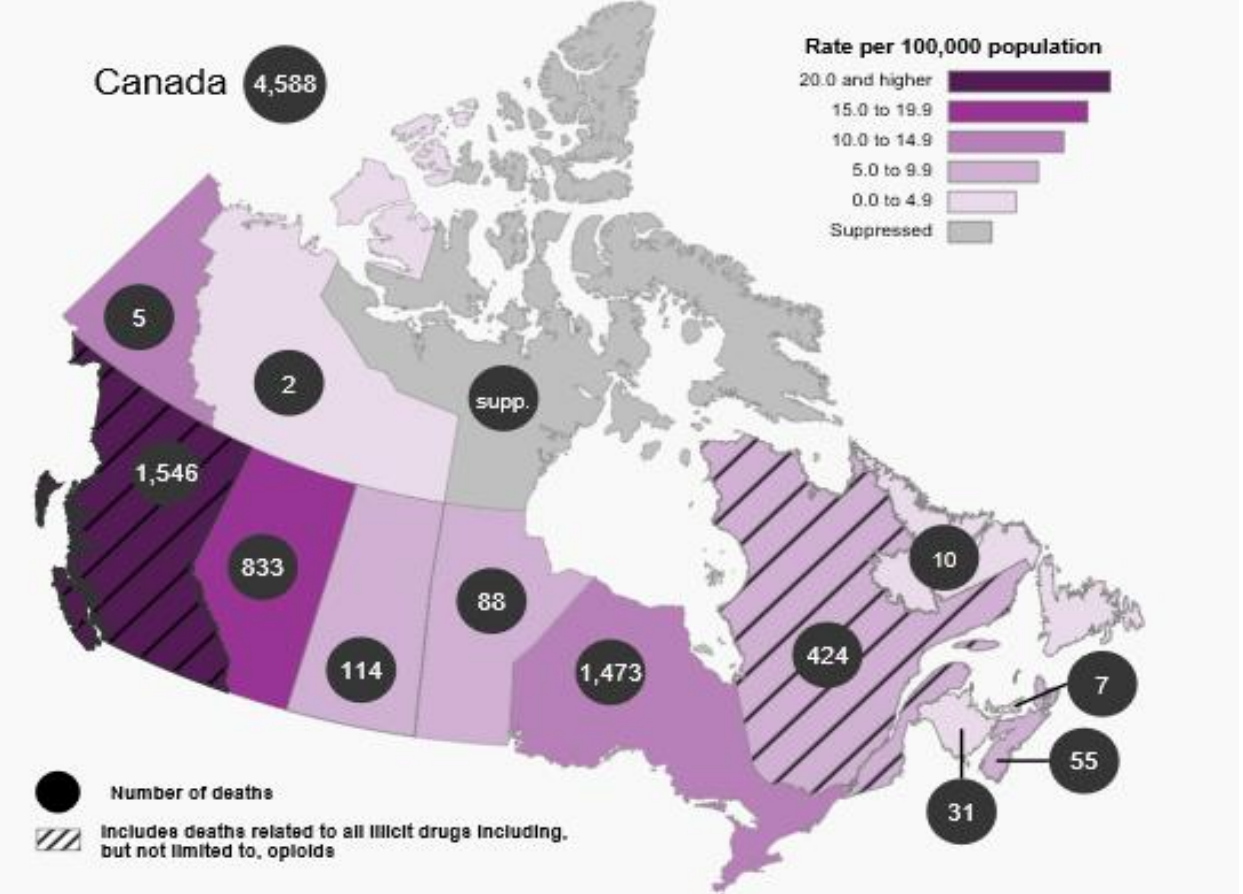 Canada 4,588
Rate per 100,000 population
20.0 and higher
15.0 to 19.9
10.0 to 14.9
5.0 to 9.9
0.0 to 4.9
Suppressed
5
2
supp.
1,546
833
114
88
1,473
424
10
7
55
31
Number of deaths
Includes deaths related to all illicit drugs including,
but not limited to, opioids